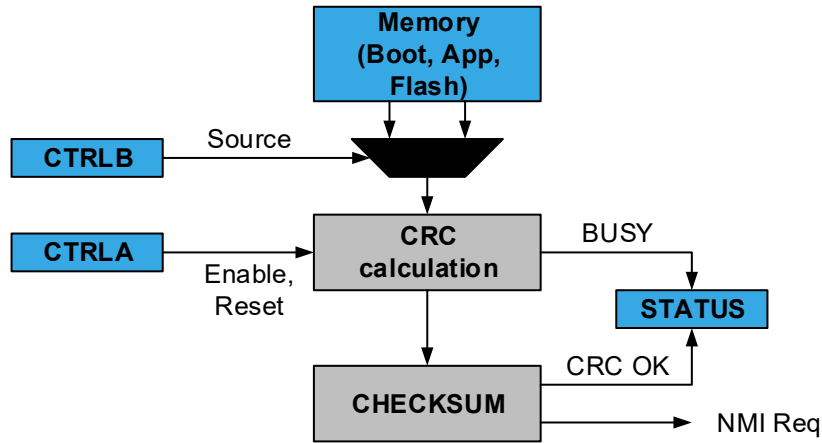 Memory
(Boot, App,
Flash)
CTRLB
Source
CTRLA
Enable,
Reset
CRC
calculation
BUSY
STATUS
CHECKSUM
CRC OK
NMI Req